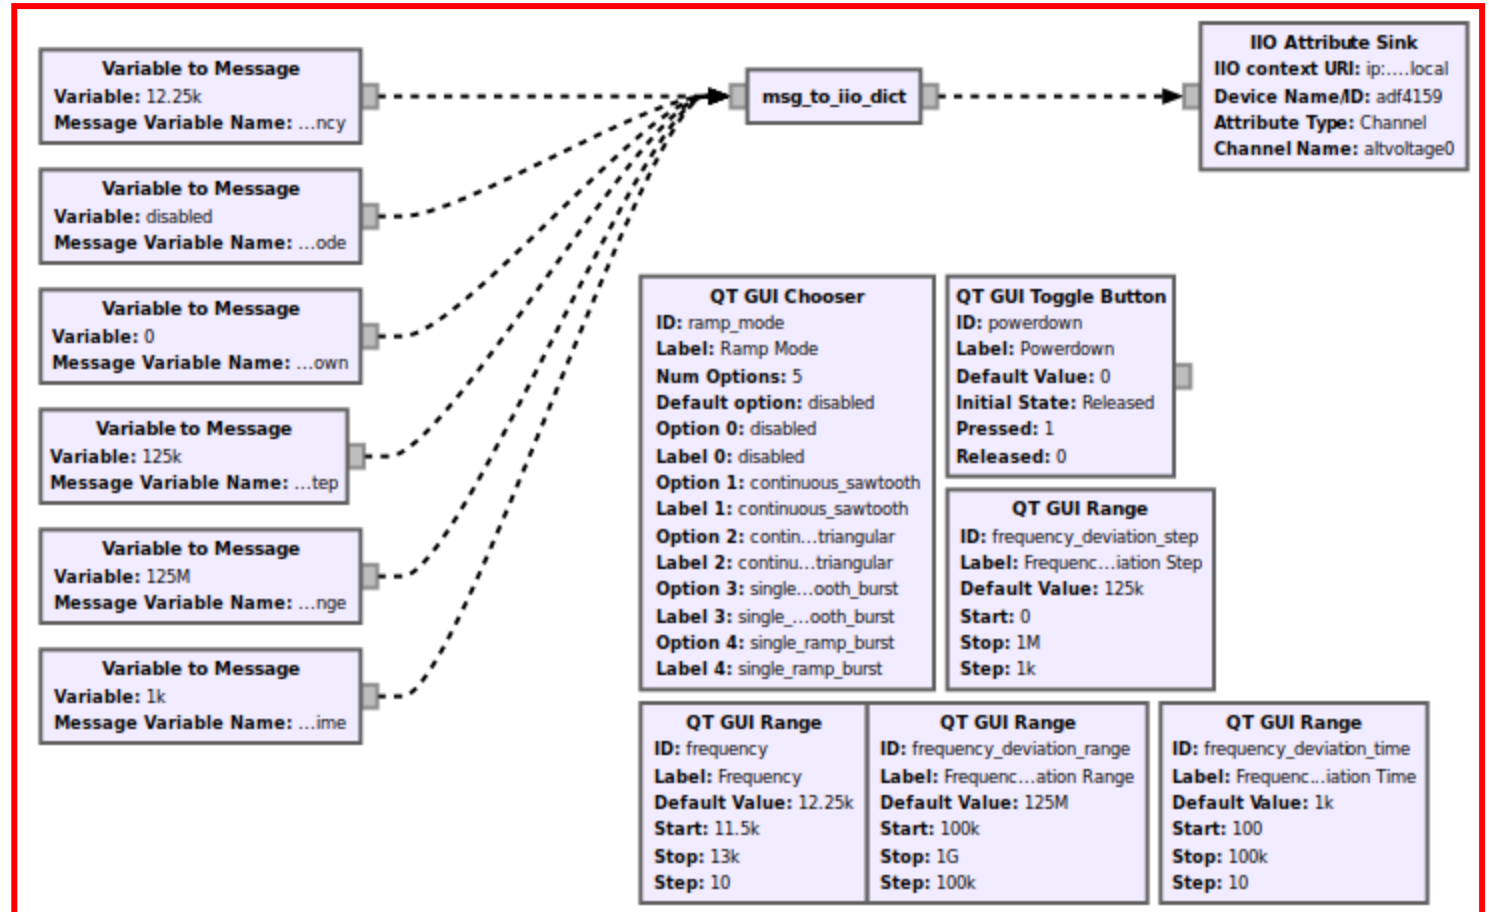 Variable to Message
Variable: 12.25k
Message Variable Name: ...ncy
Variable to Message
Variable: disabled
Message Variable Name: ...ode
Variable to Message
Variable: 0
Message Variable Name: ...own
Variable to Message
Variable: 125k
Message Variable Name: ...tep
Variable to Message
Variable: 125M
Message Variable Name: ...nge
Variable to Message
Variable: 1k
Message Variable Name: ...ime
msg_to_iio_dict
IIO Attribute Sink
IIO context URI: ip:....local
Device Name/ID: adf4159
Attribute Type: Channel
Channel Name: altvoltage0
QT GUI Chooser
ID: ramp_mode
Label: Ramp Mode
Num Options: 5
Default option: disabled
Option 0: disabled
Label 0: disabled
Option 1: continuous_sawtooth
Label 1: continuous_sawtooth
Option 2: contin...triangular
Label 2: continu...triangular
Option 3: single...ooth_burst
Label 3: single_...ooth_burst
Option 4: single_ramp_burst
Label 4: single_ramp_burst
QT GUI Toggle Button
ID: powerdown
Label: Powerdown
Default Value: 0
Initial State: Released
Pressed: 1
Released: 0
QT GUI Range
ID: frequency_deviation_step
Label: Frequenc...iation Step
Default Value: 125k
Start: 0
Stop: 1M
Step: 1k
QT GUI Range
ID: frequency
Label: Frequency
Default Value: 12.25k
Start: 11.5k
Stop: 13k
Step: 10
QT GUI Range
ID: frequency_deviation_range
Label: Frequenc...ation Range
Default Value: 125M
Start: 100k
Stop: 1G
Step: 100k
QT GUI Range
ID: frequency_deviation_time
Label: Frequenc...iation Time
Default Value: 1k
Start: 100
Stop: 100k
Step: 10